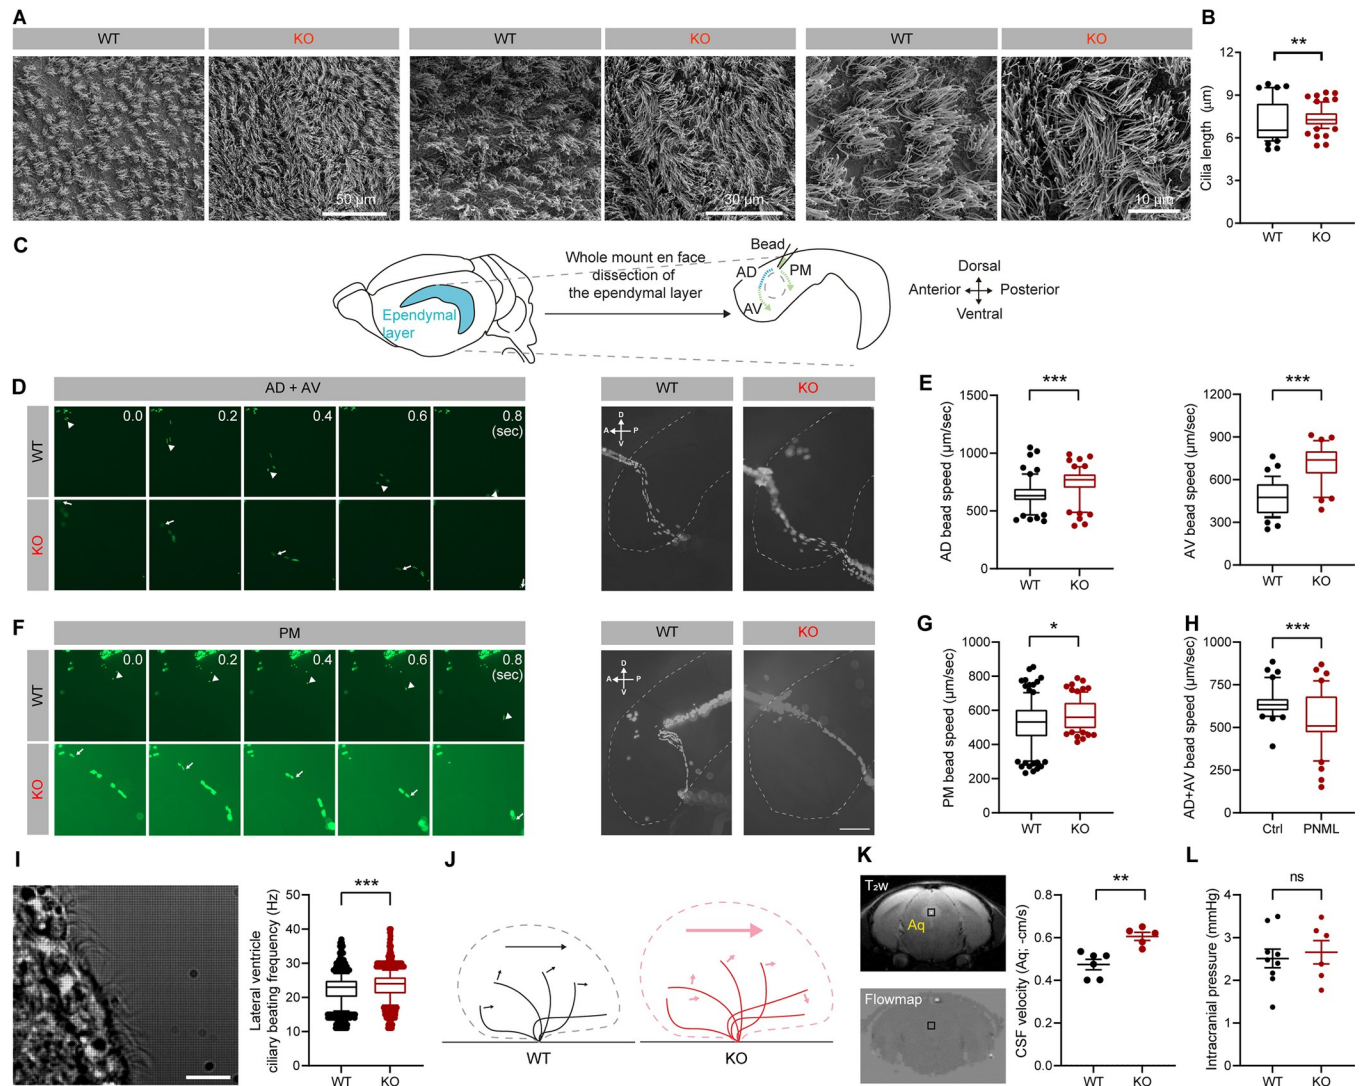 A
WT
KO
WT
KO
WT
KO
50 μm
30 μm
10 μm
B
**
12
9
6
3
0
Cilia length (μm)
WT
KO
C
Ependymal
layer
Whole mount en face
dissection of
the ependymal layer
Bead
AD
PM
AV
Dorsal
Anterior
Posterior
Ventral
D
AD + AV
WT
0.0
0.2
0.4
0.6
0.8
(sec)
KO
WT
KO
D
A
P
V
E
***
1500
1000
500
0
AD bead speed (μm/sec)
WT
KO
***
1200
900
600
300
0
AV bead speed (μm/sec)
WT
KO
F
PM
WT
0.0
0.2
0.4
0.6
0.8
(sec)
KO
WT
KO
D
A
P
V
G
*
1000
800
600
400
200
0
PM bead speed (μm/sec)
WT
KO
H
***
1000
750
500
250
0
AD+AV bead speed (μm/sec)
Ctrl
PNML
I
***
50
40
30
20
10
0
Lateral ventricle
ciliary beating frequency (Hz)
WT
KO
J
WT
KO
K
T₂w
Aq
Flowmap
**
0.8
0.6
0.4
0.2
0.0
CSF velocity (Aq; -cm/s)
WT
KO
L
ns
4
3
2
1
0
Intracranial pressure (mmHg)
WT
KO